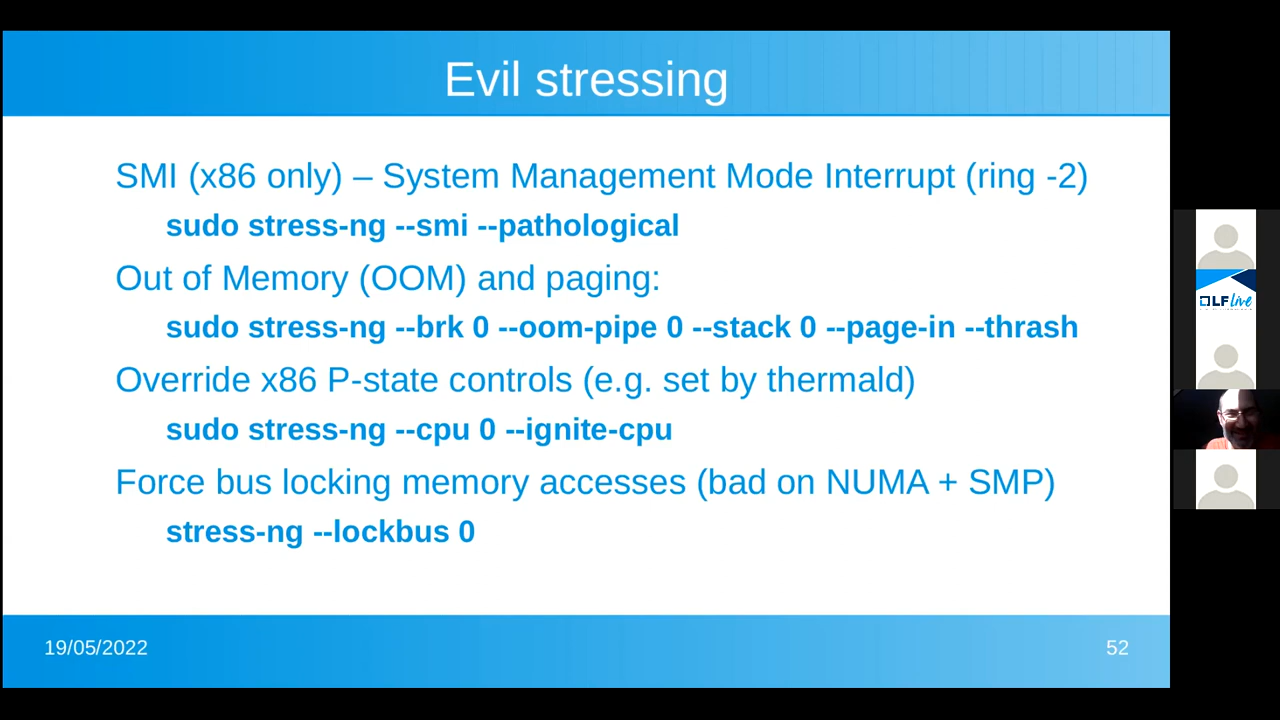 Evil stressing
SMI (x86 only) – System Management Mode Interrupt (ring -2)
sudo stress-ng --smi --pathological
Out of Memory (OOM) and paging:
sudo stress-ng --brk 0 --oom-pipe 0 --stack 0 --page-in --thrash
Override x86 P-state controls (e.g. set by thermald)
sudo stress-ng --cpu 0 --ignite-cpu
Force bus locking memory accesses (bad on NUMA + SMP)
stress-ng --lockbus 0
19/05/2022
52
LF Live